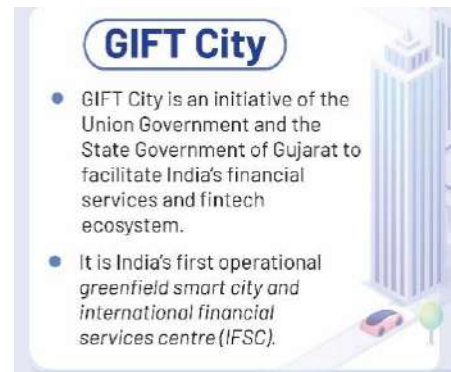 GIFT City
• GIFT City is an initiative of the
Union Government and the
State Government of Gujarat to
facilitate India's financial
services and fintech
ecosystem.
• It is India's first operational
greenfield smart city and
international financial
services centre (IFSC).